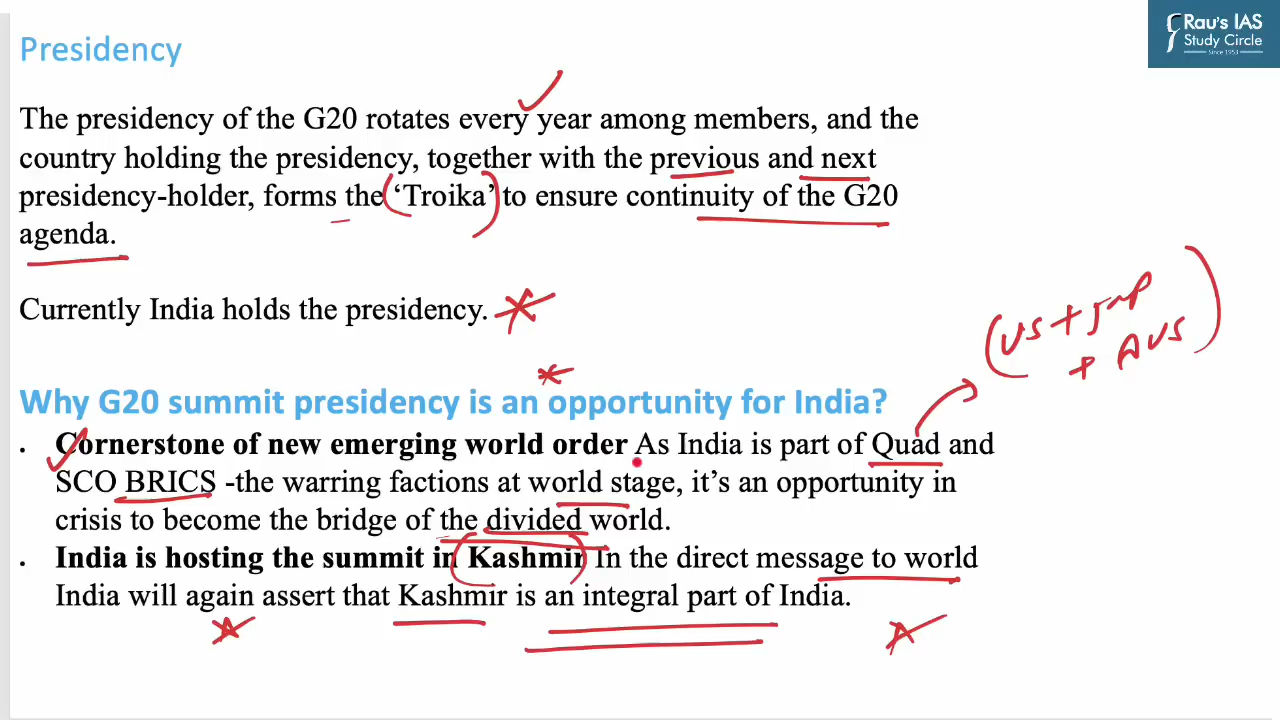 Presidency
Rau's IAS
Study Circle
Since 1953
The presidency of the G20 rotates every year among members, and the
country holding the presidency, together with the previous and next
presidency-holder, forms the ‘Troika’ to ensure continuity of the G20
agenda.
Currently India holds the presidency.
(US + Jap
+ AUS)
Why G20 summit presidency is an opportunity for India?
• Cornerstone of new emerging world order As India is part of Quad and
SCO BRICS -the warring factions at world stage, it’s an opportunity in
crisis to become the bridge of the divided world.
• India is hosting the summit in Kashmir In the direct message to world
India will again assert that Kashmir is an integral part of India.